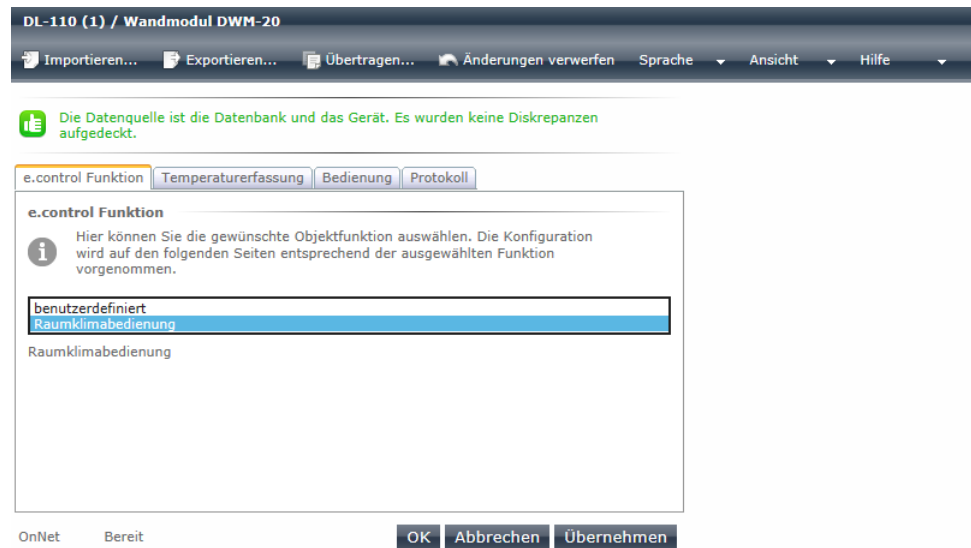 DL-110 (1) / Wandmodul DWM-20
Importieren... Exportieren... Übertragen... Änderungen verwerfen Sprache Ansicht Hilfe
Die Datenquelle ist die Datenbank und das Gerät. Es wurden keine Diskrepanzen
aufgedeckt.
e.control Funktion Temperaturerfassung Bedienung Protokoll
e.control Funktion
Hier können Sie die gewünschte Objektfunktion auswählen. Die Konfiguration
wird auf den folgenden Seiten entsprechend der ausgewählten Funktion
vorgenommen.
benutzerdefiniert
Raumklimabedienung
Raumklimabedienung
OnNet Bereit OK Abbrechen Übernehmen